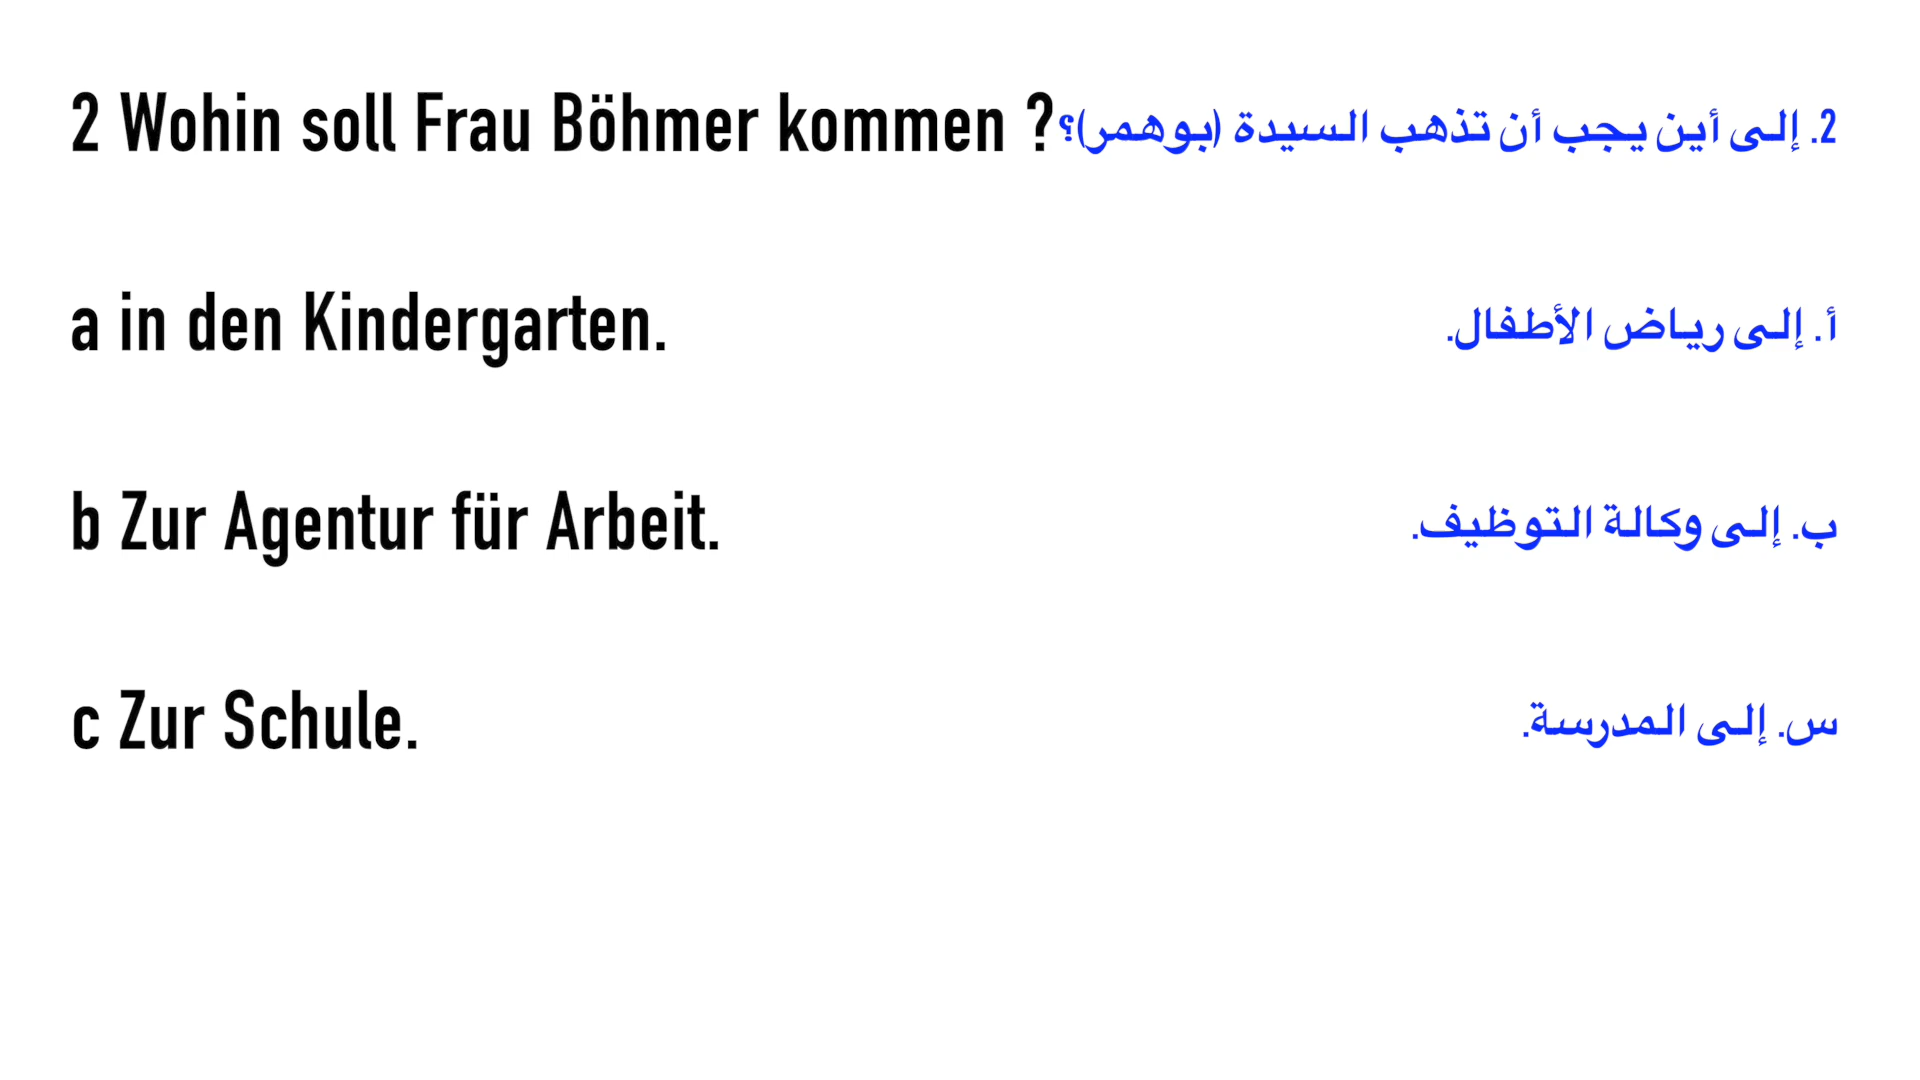 2 Wohin soll Frau Böhmer kommen ? 2. إلى أين يجب أن تذهب السيدة (بوهمر)؟
a in den Kindergarten. أ. إلى رياض الأطفال.
b Zur Agentur für Arbeit. ب. إلى وكالة التوظيف.
c Zur Schule. س. إلى المدرسة.